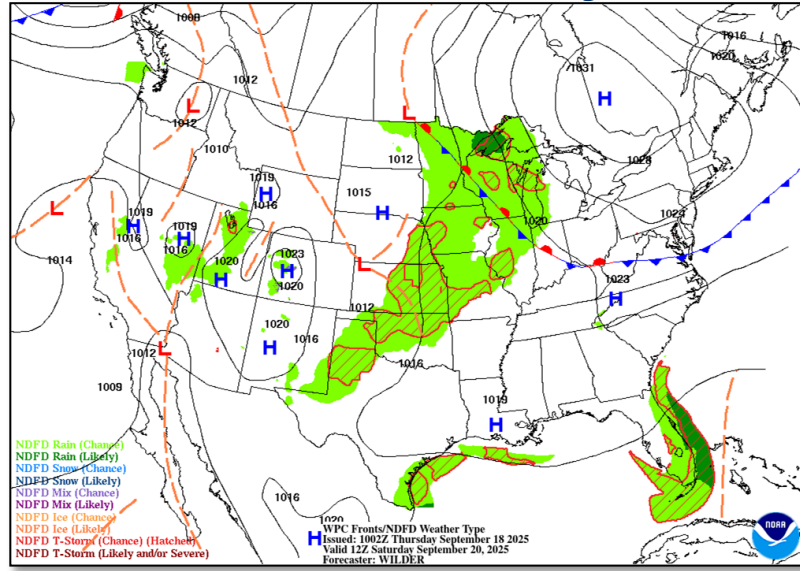 1008
1016
1020
1031
1012
1012
1010
1012
1028
1019
1016
1015
1019
1016
1019
1016
1020
1024
1014
1020
1023
1020
1023
1012
1020
1016
1012
1016
1009
1019
1016
1020
L
L
L
L
L
H
H
H
H
H
H
H
H
H
H
H
NDFD Rain (Chance)
NDFD Rain (Likely)
NDFD Snow (Chance)
NDFD Snow (Likely)
NDFD Mix (Chance)
NDFD Mix (Likely)
NDFD Ice (Chance)
NDFD Ice (Likely)
NDFD T-Storm (Chance) (Hatched)
NDFD T-Storm (Likely and/or Severe)
WPC Fronts/NDFD Weather Type
Issued: 1002Z Thursday September 18 2025
Valid 12Z Saturday September 20, 2025
Forecaster: WILDER
NOAA